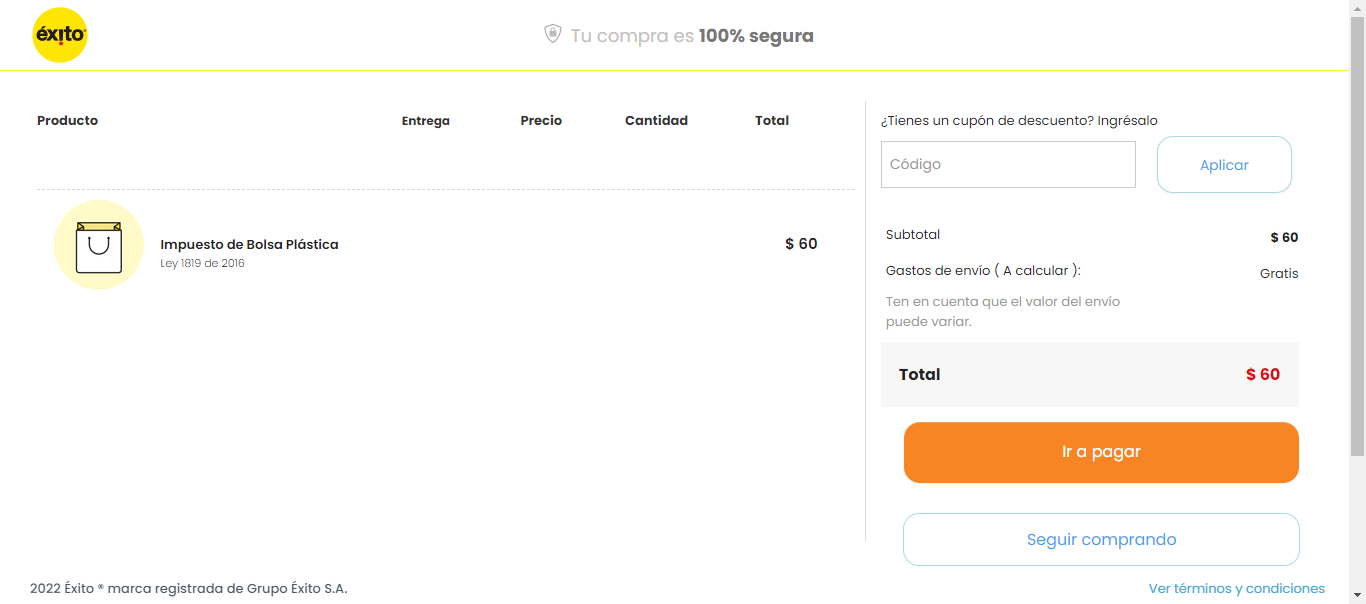 éxito
Tu compra es 100% segura
Producto Entrega Precio Cantidad Total
Impuesto de Bolsa Plástica $ 60
Ley 1819 de 2016
¿Tienes un cupón de descuento? Ingrésalo
Código Aplicar
Subtotal $ 60
Gastos de envío ( A calcular ): Gratis
Ten en cuenta que el valor del envío
puede variar.
Total $ 60
Ir a pagar
Seguir comprando
2022 Éxito ® marca registrada de Grupo Éxito S.A. Ver términos y condiciones